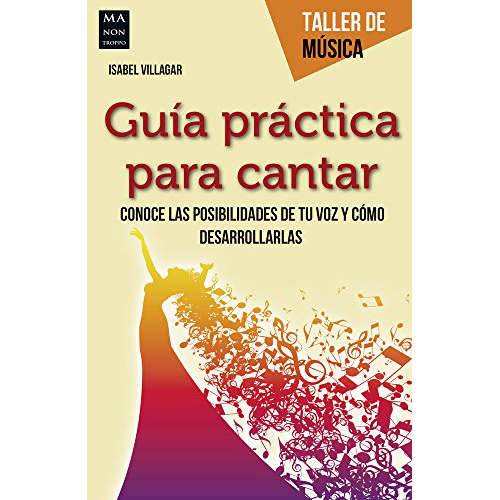 MA
NON
TROPPO
TALLER DE
MÚSICA
ISABEL VILLAGAR
Guía práctica
para cantar
CONOCE LAS POSIBILIDADES DE TU VOZ Y CÓMO
DESARROLLARLAS